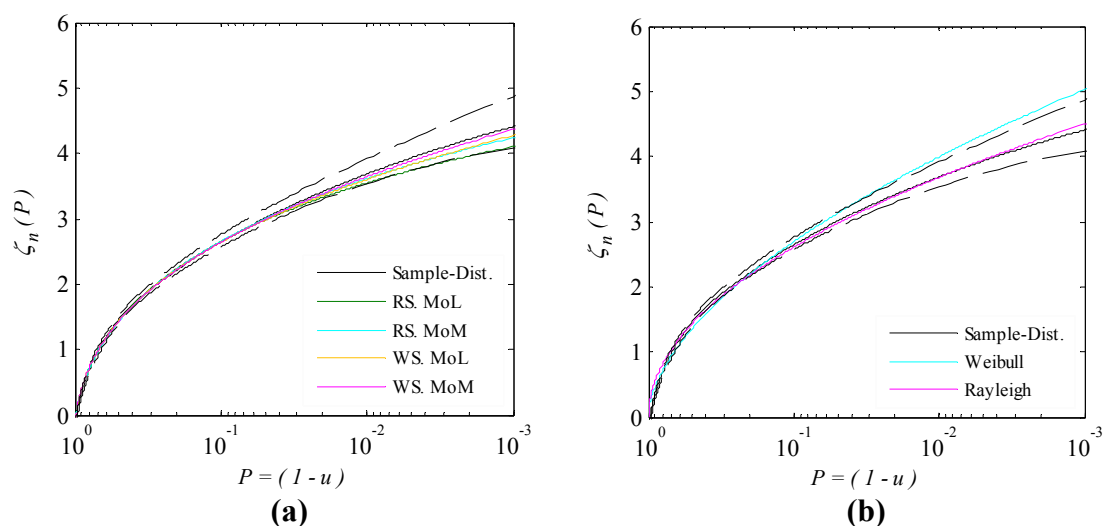 6
5
4
3
2
1
0
ζn (P)
10^0
10^-1
10^-2
10^-3
P = ( 1 - u )
Sample-Dist.
RS. MoL
RS. MoM
WS. MoL
WS. MoM
(a)
6
5
4
3
2
1
0
ζn (P)
10^0
10^-1
10^-2
10^-3
P = ( 1 - u )
Sample-Dist.
Weibull
Rayleigh
(b)